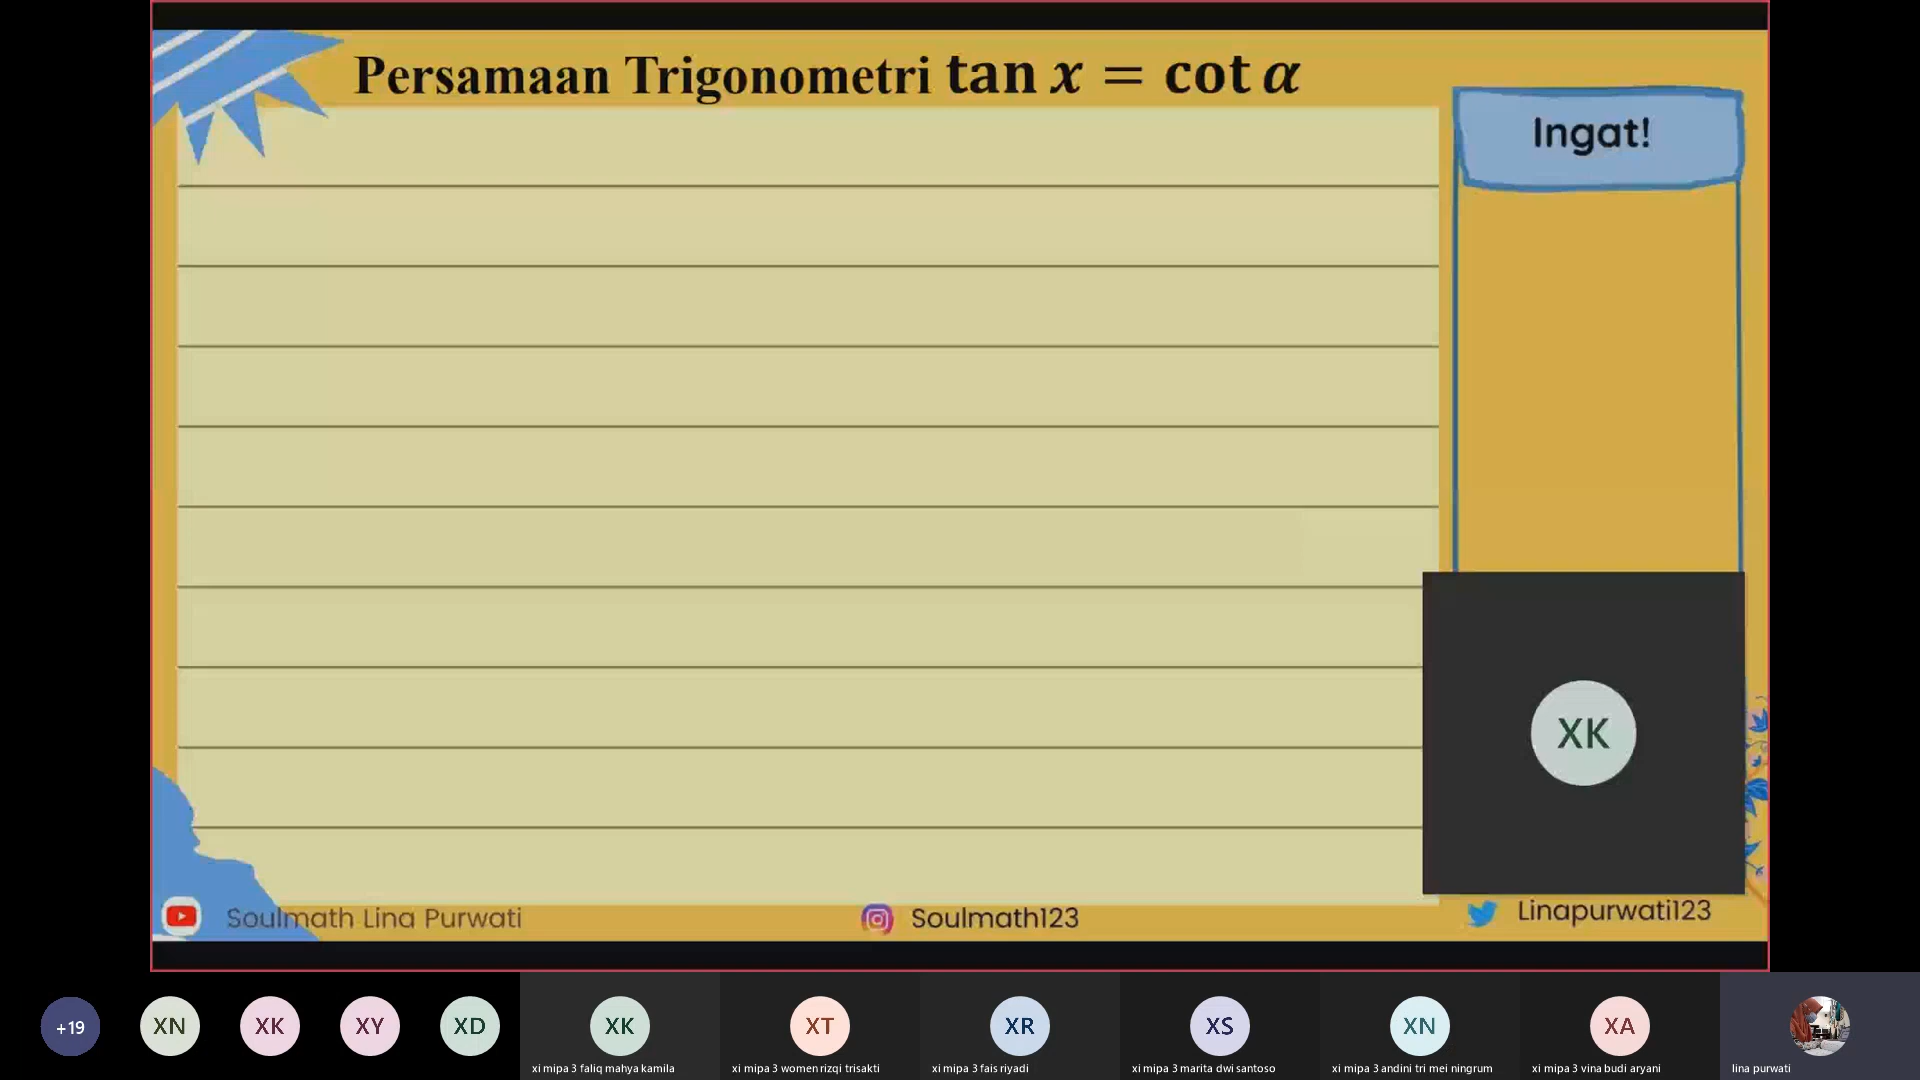 Persamaan Trigonometri tan x = cot α
Ingat!
XK
Soulmath Lina Purwati
Soulmath123
Linapurwati123
+19
XN
XK
XY
XD
XK
XT
XR
XS
XN
XA
xi mipa 3 faliq mahya kamila
xi mipa 3 women rizqi trisakti
xi mipa 3 fais riyadi
xi mipa 3 marita dwi santoso
xi mipa 3 andini tri mei ningrum
xi mipa 3 vina budi aryani
lina purwati